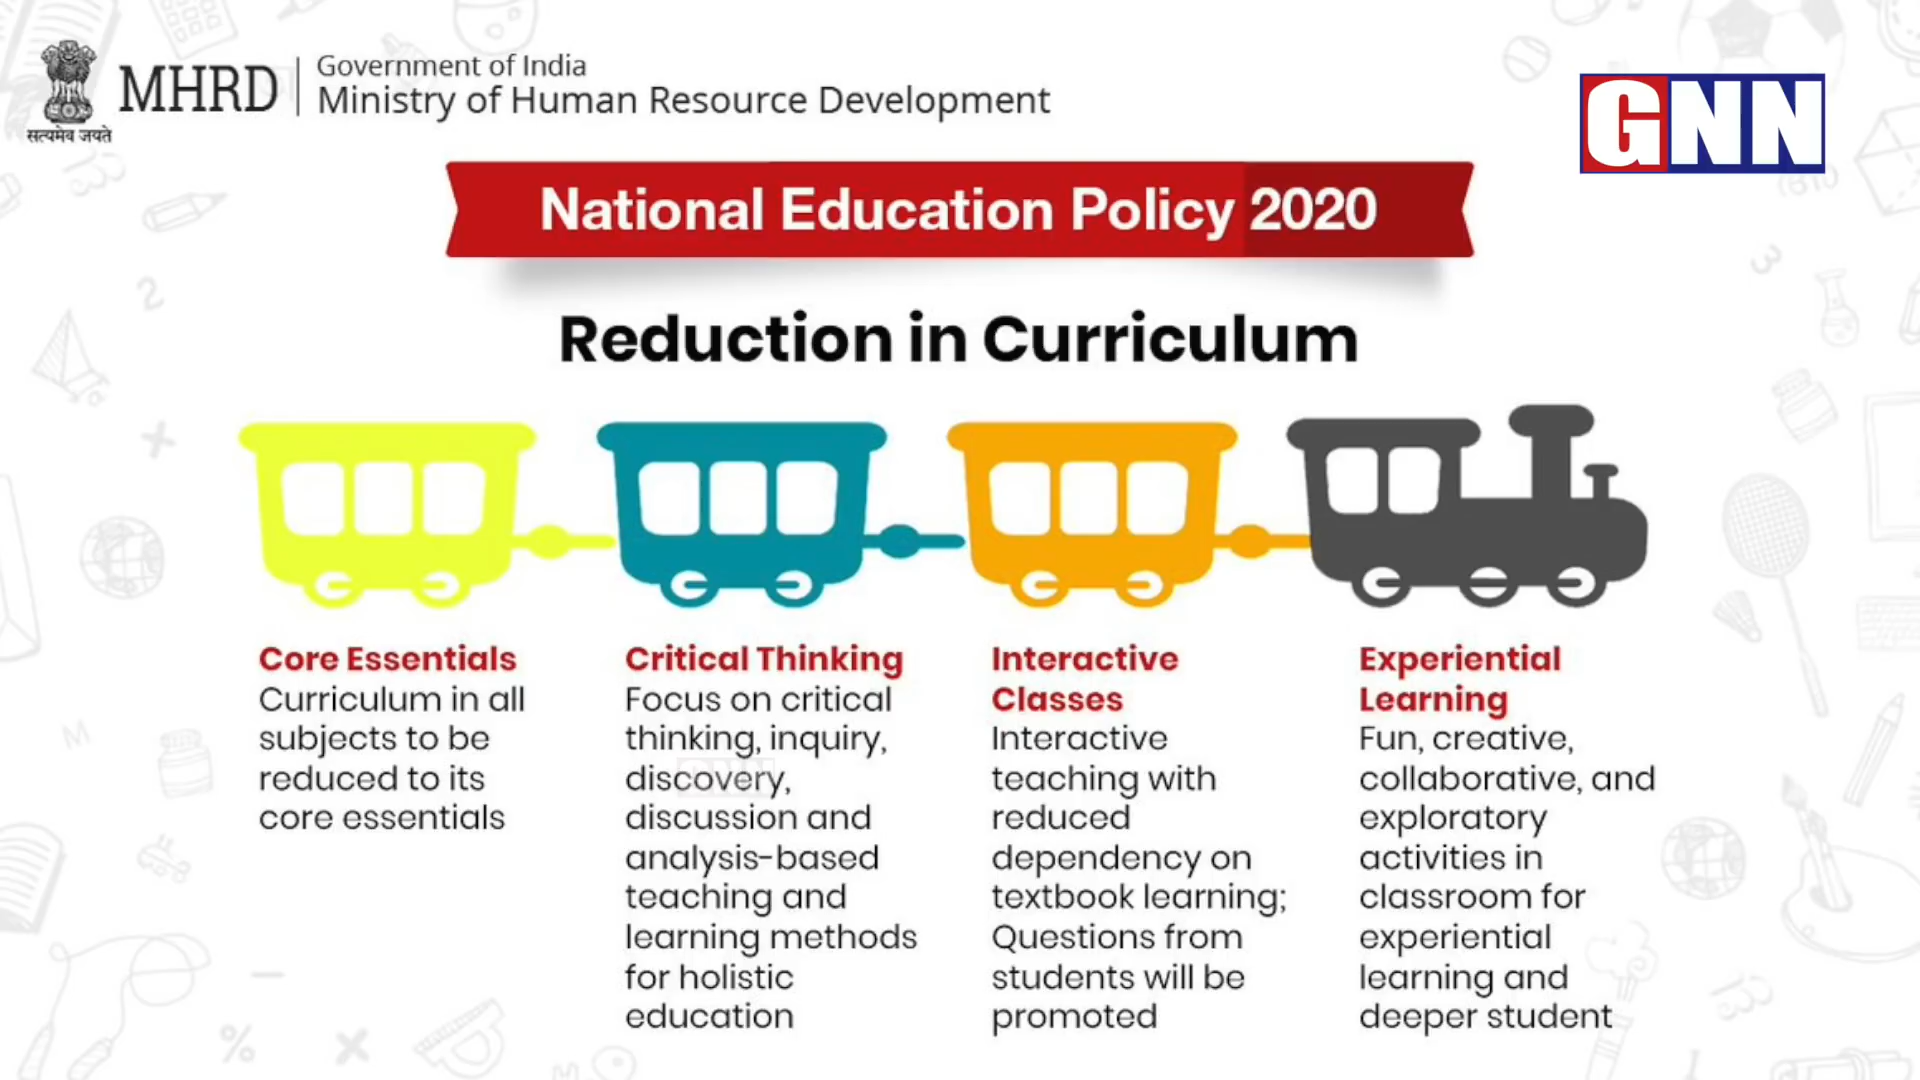 MHRD
Government of India
Ministry of Human Resource Development
सत्यमेव जयते
GNN
National Education Policy 2020
Reduction in Curriculum
Core Essentials
Curriculum in all
subjects to be
reduced to its
core essentials
Critical Thinking
Focus on critical
thinking, inquiry,
discovery,
discussion and
analysis-based
teaching and
learning methods
for holistic
education
GNN
Interactive
Classes
Interactive
teaching with
reduced
dependency on
textbook learning;
Questions from
students will be
promoted
Experiential
Learning
Fun, creative,
collaborative, and
exploratory
activities in
classroom for
experiential
learning and
deeper student